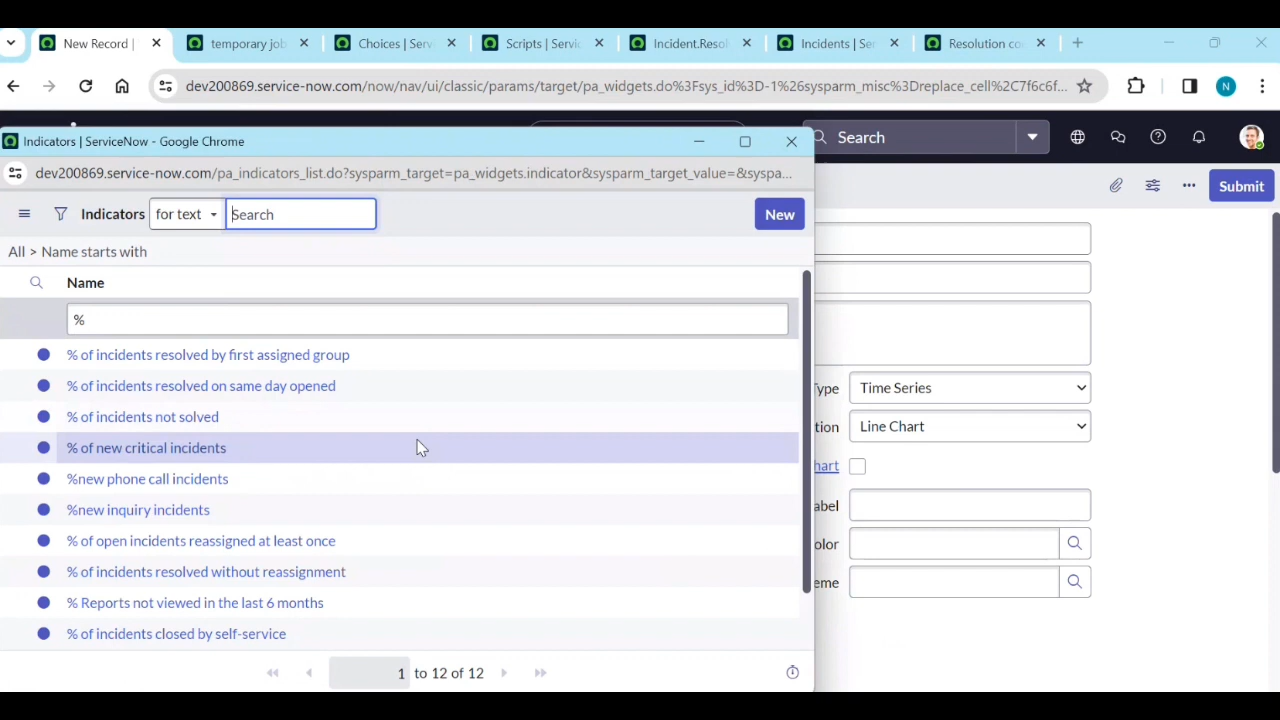 New Record |
temporary job
Choices | Serv
Scripts | Servic
Incident.Resol
Incidents | Se
Resolution co
dev200869.service-now.com/now/nav/ui/classic/params/target/pa_widgets.do%3Fsys_id%3D-1%26sysparm_misc%3Dreplace_cell%2C7f6c6f...
N
Indicators | ServiceNow - Google Chrome
Search
dev200869.service-now.com/pa_indicators_list.do?sysparm_target=pa_widgets.indicator&sysparm_target_value=&syspa...
Submit
Indicators
for text
Search
New
All > Name starts with
Name
%
% of incidents resolved by first assigned group
% of incidents resolved on same day opened
% of incidents not solved
% of new critical incidents
%new phone call incidents
%new inquiry incidents
% of open incidents reassigned at least once
% of incidents resolved without reassignment
% Reports not viewed in the last 6 months
% of incidents closed by self-service
1 to 12 of 12
ype Time Series
tion Line Chart
hart
abel
olor
eme